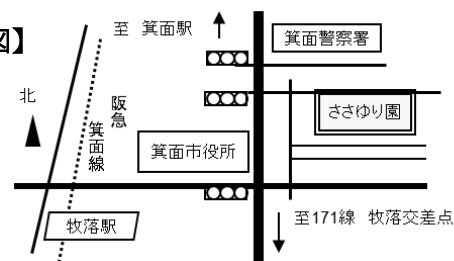 図】
至 箕面駅
箕面警察署
北
阪急
箕面線
ささゆり園
箕面市役所
牧落駅
至171線 牧落交差点